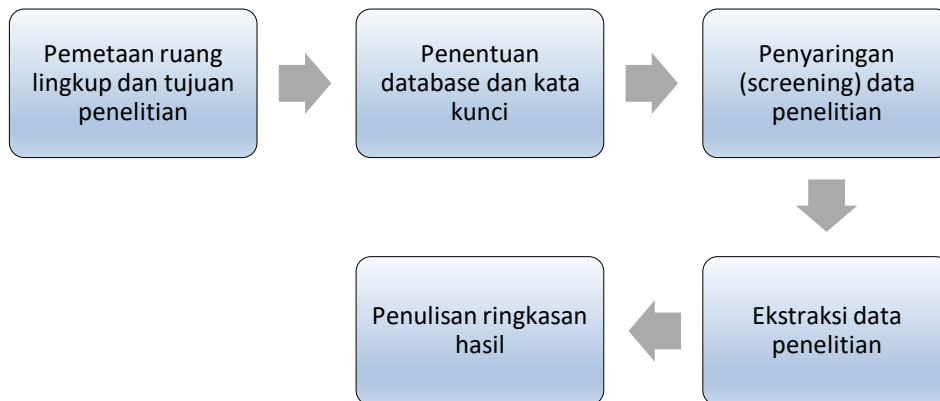 Pemetaan ruang
lingkup dan tujuan
penelitian
Penentuan
database dan kata
kunci
Penyaringan
(screening) data
penelitian
Ekstraksi data
penelitian
Penulisan ringkasan
hasil